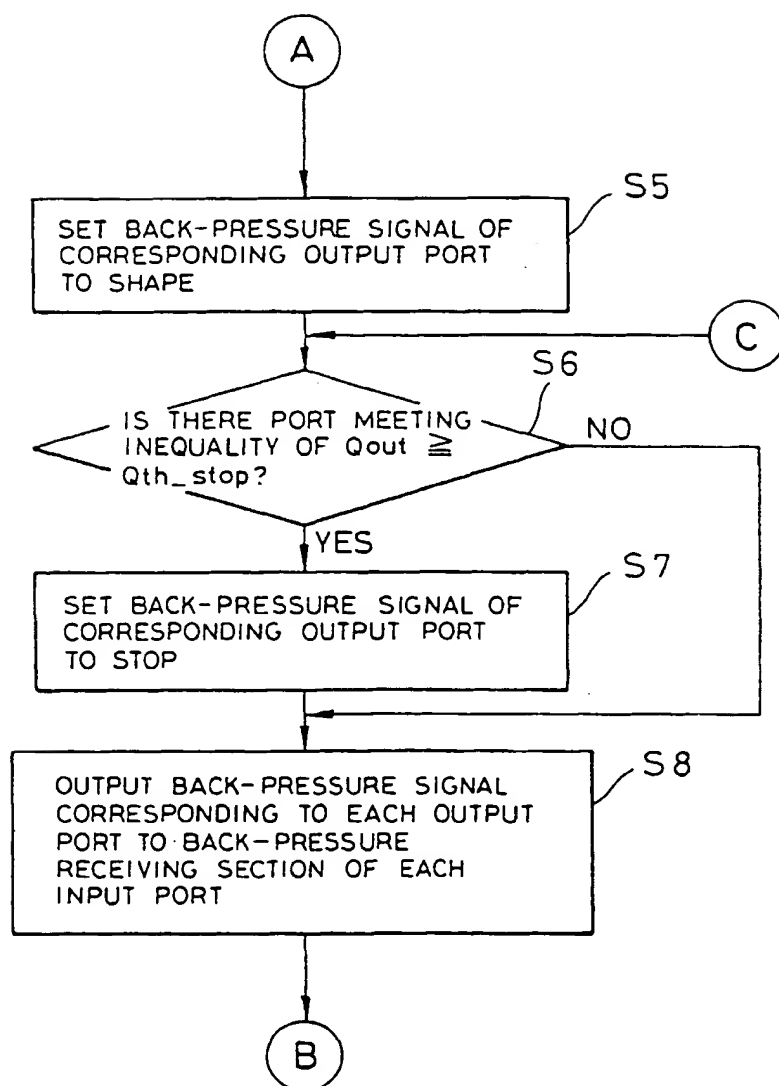 A
S5
SET BACK-PRESSURE SIGNAL OF
CORRESPONDING OUTPUT PORT
TO SHAPE
C
S6
IS THERE PORT MEETING
INEQUALITY OF Qout ≧
Qth_stop?
NO
YES
S7
SET BACK-PRESSURE SIGNAL OF
CORRESPONDING OUTPUT PORT
TO STOP
S8
OUTPUT BACK-PRESSURE SIGNAL
CORRESPONDING TO EACH OUTPUT
PORT TO BACK-PRESSURE
RECEIVING SECTION OF EACH
INPUT PORT
B